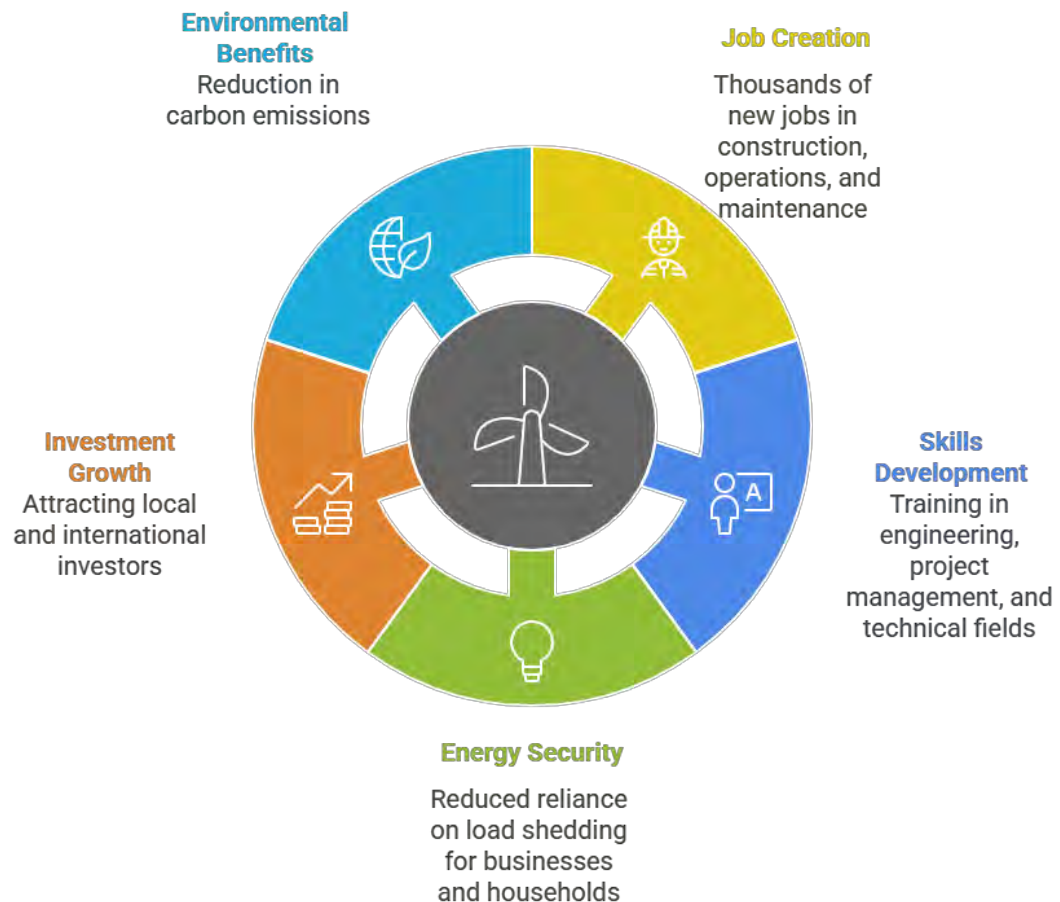 Environmental
Benefits
Reduction in
carbon emissions
Job Creation
Thousands of
new jobs in
construction,
operations, and
maintenance
Investment
Growth
Attracting local
and international
investors
A
Skills
Development
Training in
engineering,
project
management, and
technical fields
Energy Security
Reduced reliance
on load shedding
for businesses
and households